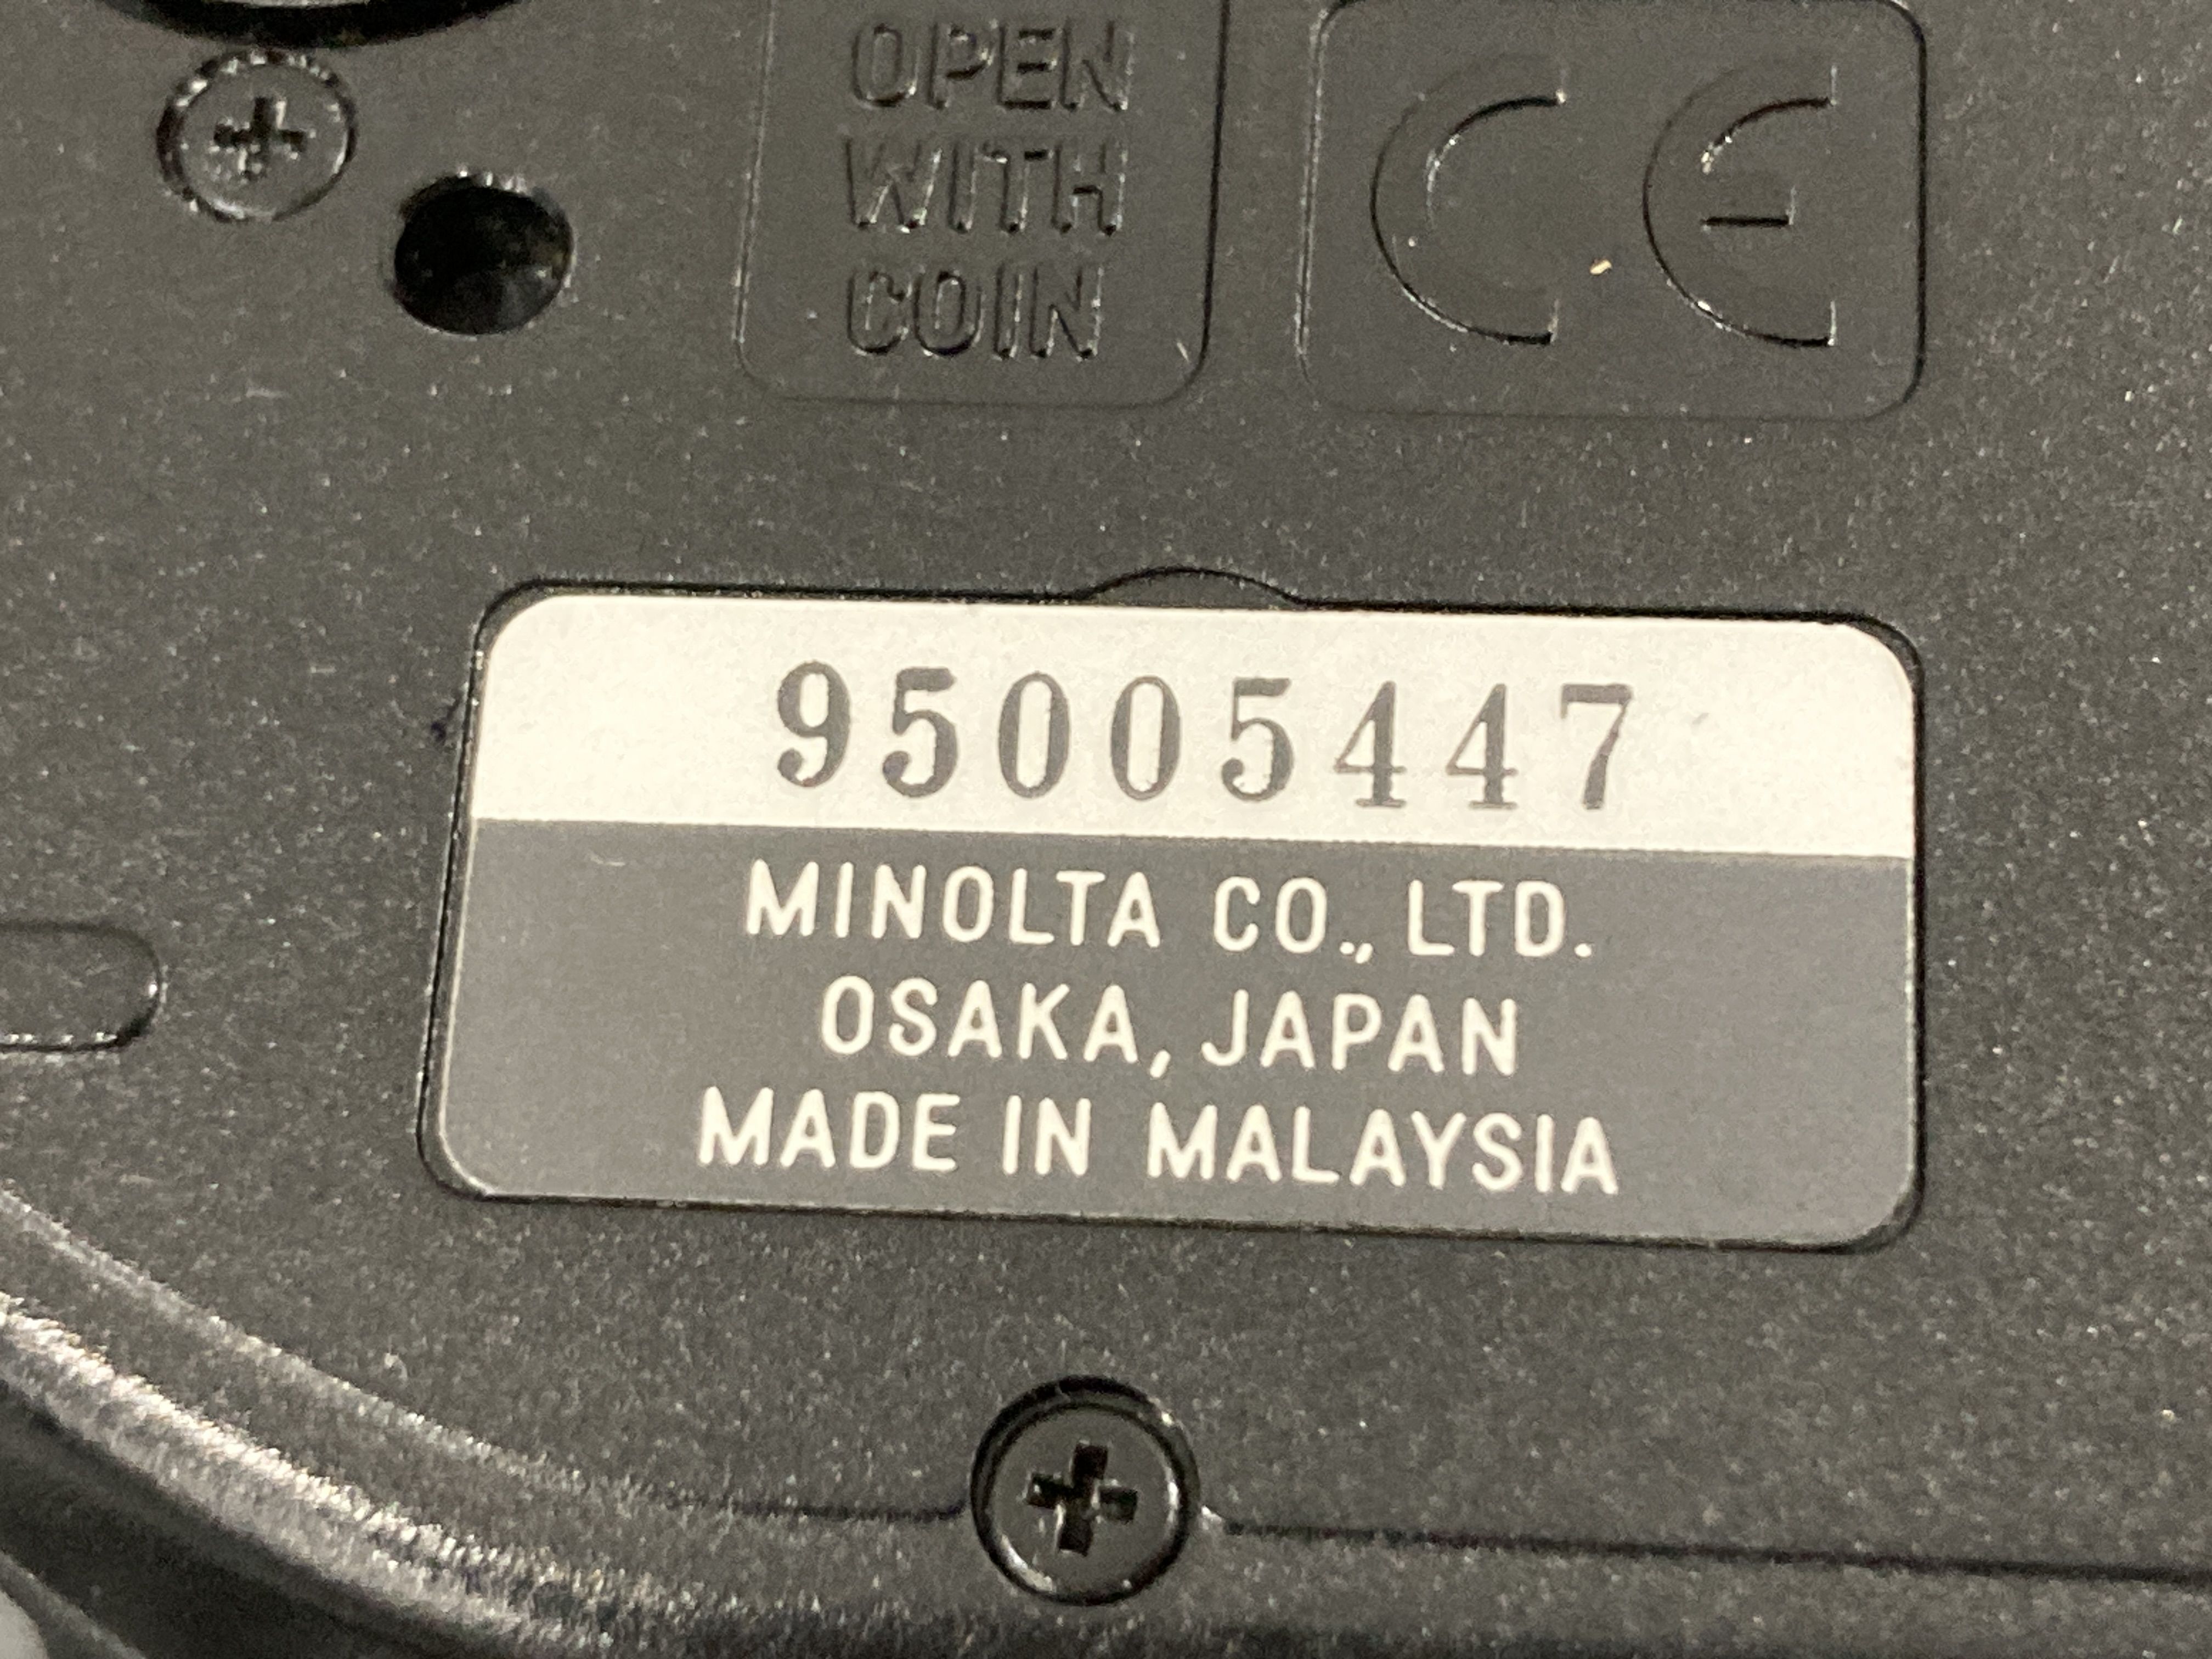 OPEN
WITH
COIN
CE
95005447
MINOLTA CO., LTD.
OSAKA, JAPAN
MADE IN MALAYSIA